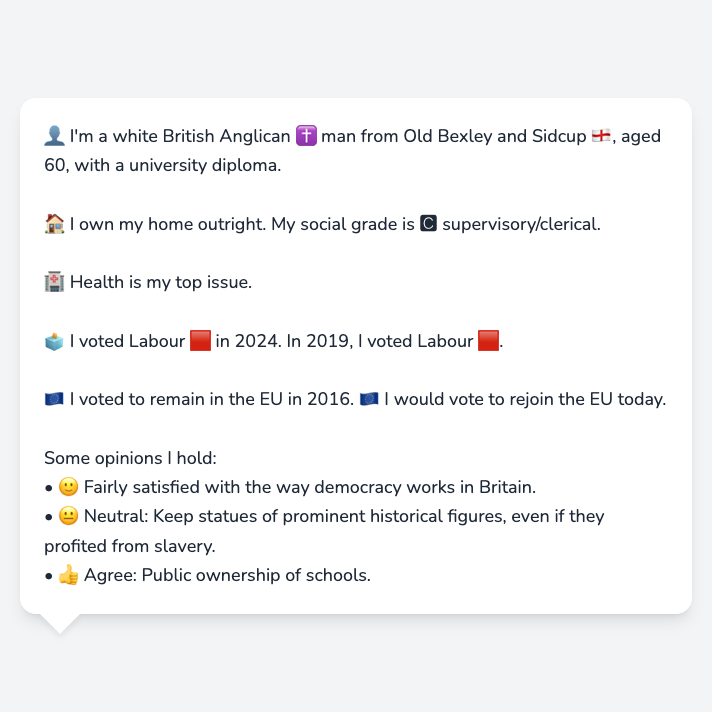 👤 I'm a white British Anglican ✝️ man from Old Bexley and Sidcup 🏴󠁧󠁢󠁥󠁮󠁧󠁿, aged
60, with a university diploma.
🏠 I own my home outright. My social grade is 🅲 supervisory/clerical.
🏥 Health is my top issue.
🗳️ I voted Labour 🟥 in 2024. In 2019, I voted Labour 🟥.
🇪🇺 I voted to remain in the EU in 2016. 🇪🇺 I would vote to rejoin the EU today.
Some opinions I hold:
• 🙂 Fairly satisfied with the way democracy works in Britain.
• 😐 Neutral: Keep statues of prominent historical figures, even if they
profited from slavery.
• 👍 Agree: Public ownership of schools.